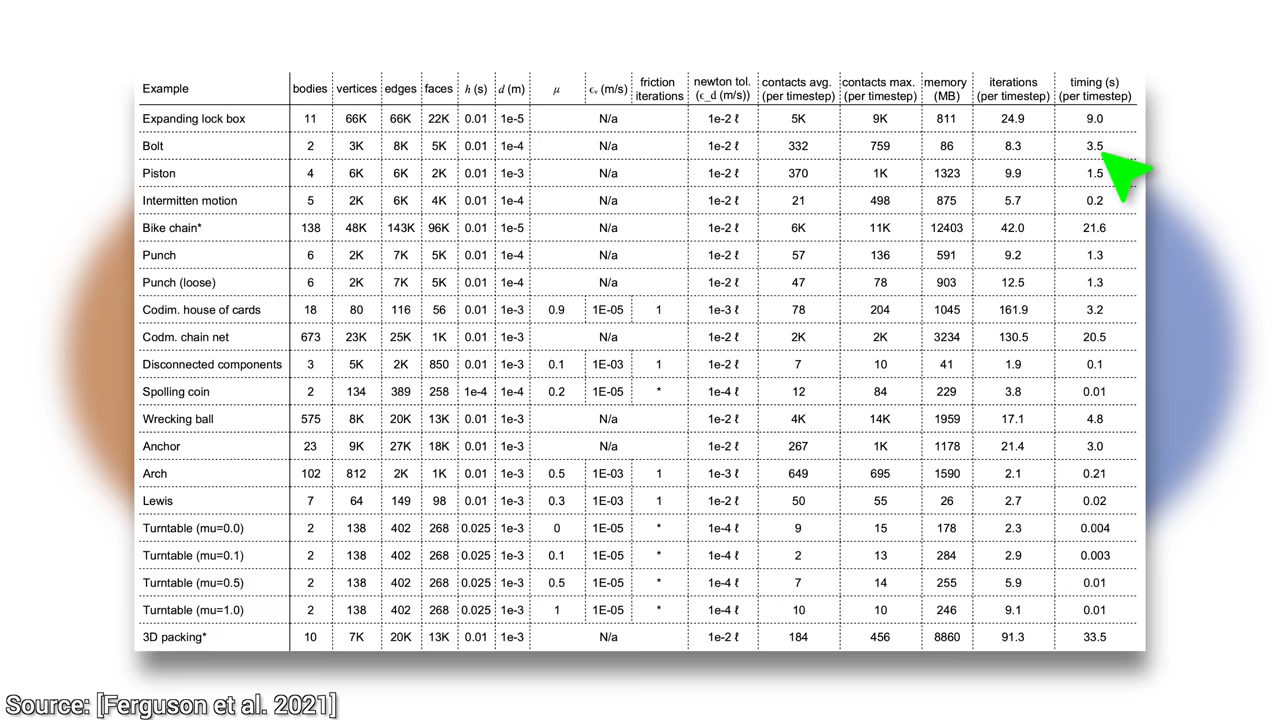 Example bodies vertices edges faces h (s) d (m) μ ϵᵥ (m/s) friction iterations newton tol. (ϵ_d (m/s)) contacts avg. (per timestep) contacts max. (per timestep) memory (MB) iterations (per timestep) timing (s) (per timestep)
Expanding lock box 11 66K 66K 22K 0.01 1e-5 N/a 1e-2 ℓ 5K 9K 811 24.9 9.0
Bolt 2 3K 8K 5K 0.01 1e-4 N/a 1e-2 ℓ 332 759 86 8.3 3.5
Piston 4 6K 6K 2K 0.01 1e-3 N/a 1e-2 ℓ 370 1K 1323 9.9 1.5
Intermitten motion 5 2K 6K 4K 0.01 1e-4 N/a 1e-2 ℓ 21 498 875 5.7 0.2
Bike chain* 138 48K 143K 96K 0.01 1e-5 N/a 1e-2 ℓ 6K 11K 12403 42.0 21.6
Punch 6 2K 7K 5K 0.01 1e-4 N/a 1e-2 ℓ 57 136 591 9.2 1.3
Punch (loose) 6 2K 7K 5K 0.01 1e-4 N/a 1e-2 ℓ 47 78 903 12.5 1.3
Codim. house of cards 18 80 116 56 0.01 1e-3 0.9 1E-05 1 1e-3 ℓ 78 204 1045 161.9 3.2
Codm. chain net 673 23K 25K 1K 0.01 1e-3 N/a 1e-2 ℓ 2K 2K 3234 130.5 20.5
Disconnected components 3 5K 2K 850 0.01 1e-3 0.1 1E-03 1 1e-2 ℓ 7 10 41 1.9 0.1
Spolling coin 2 134 389 258 1e-4 1e-4 0.2 1E-05 * 1e-4 ℓ 12 84 229 3.8 0.01
Wrecking ball 575 8K 20K 13K 0.01 1e-3 N/a 1e-2 ℓ 4K 14K 1959 17.1 4.8
Anchor 23 9K 27K 18K 0.01 1e-3 N/a 1e-2 ℓ 267 1K 1178 21.4 3.0
Arch 102 812 2K 1K 0.01 1e-3 0.5 1E-03 1 1e-3 ℓ 649 695 1590 2.1 0.21
Lewis 7 64 149 98 0.01 1e-3 0.3 1E-03 1 1e-2 ℓ 50 55 26 2.7 0.02
Turntable (mu=0.0) 2 138 402 268 0.025 1e-3 0 1E-05 * 1e-4 ℓ 9 15 178 2.3 0.004
Turntable (mu=0.1) 2 138 402 268 0.025 1e-3 0.1 1E-05 * 1e-4 ℓ 2 13 284 2.9 0.003
Turntable (mu=0.5) 2 138 402 268 0.025 1e-3 0.5 1E-05 * 1e-4 ℓ 7 14 255 5.9 0.01
Turntable (mu=1.0) 2 138 402 268 0.025 1e-3 1 1E-05 * 1e-4 ℓ 10 10 246 9.1 0.01
3D packing* 10 7K 20K 13K 0.01 1e-3 N/a 1e-2 ℓ 184 456 8860 91.3 33.5
Source: [Ferguson et al. 2021]